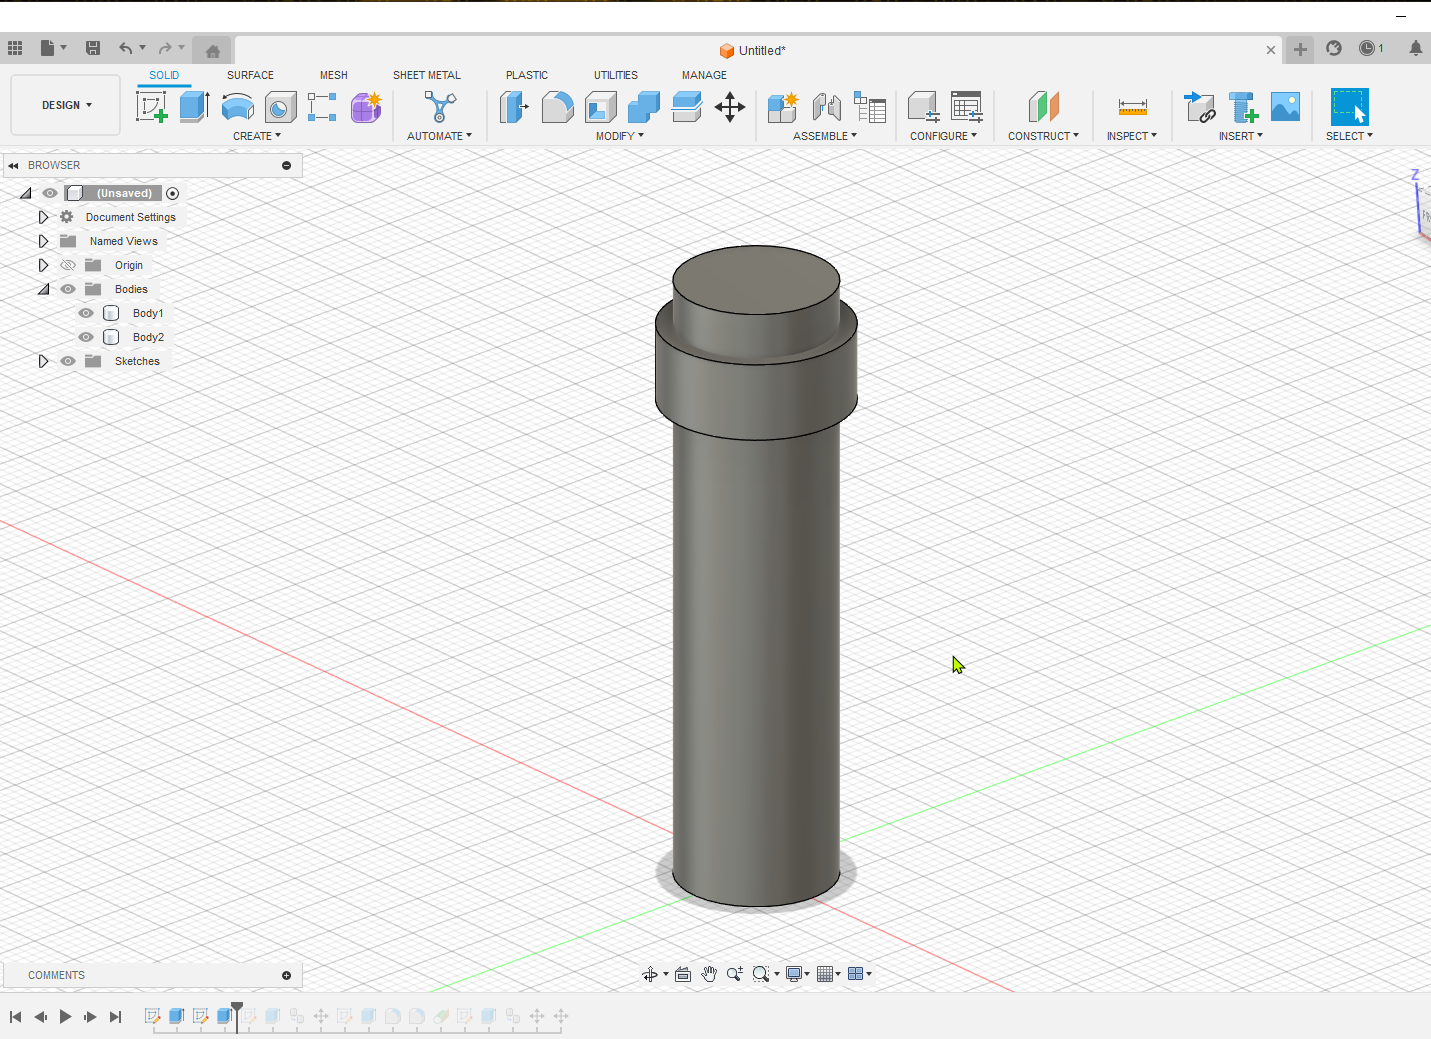 Untitled*
1
DESIGN
SOLID
SURFACE
MESH
SHEET METAL
PLASTIC
UTILITIES
MANAGE
CREATE
AUTOMATE
MODIFY
ASSEMBLE
CONFIGURE
CONSTRUCT
INSPECT
INSERT
SELECT
BROWSER
(Unsaved)
Document Settings
Named Views
Origin
Bodies
Body1
Body2
Sketches
Z
COMMENTS